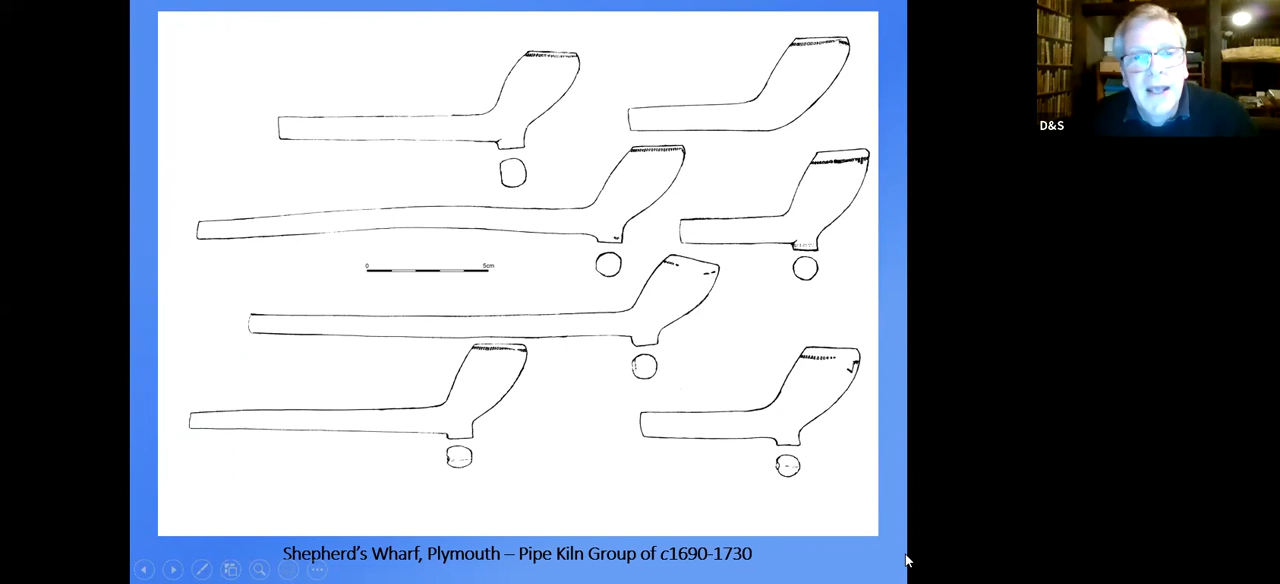 D&S
0 5cm
Shepherd's Wharf, Plymouth – Pipe Kiln Group of c1690-1730